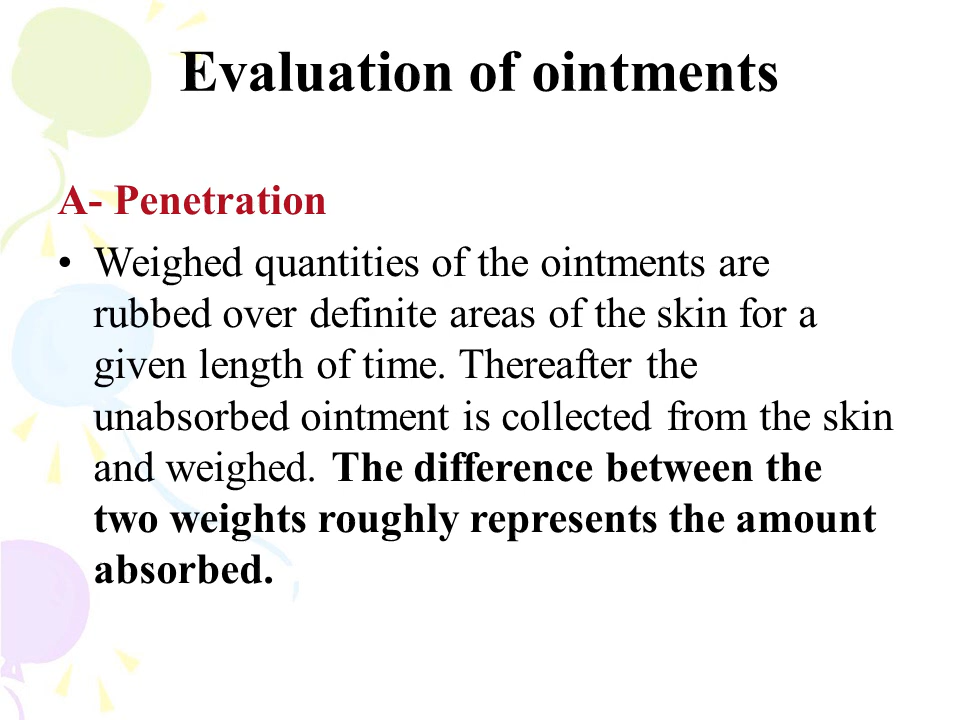 Evaluation of ointments
A- Penetration
• Weighed quantities of the ointments are
rubbed over definite areas of the skin for a
given length of time. Thereafter the
unabsorbed ointment is collected from the skin
and weighed. The difference between the
two weights roughly represents the amount
absorbed.